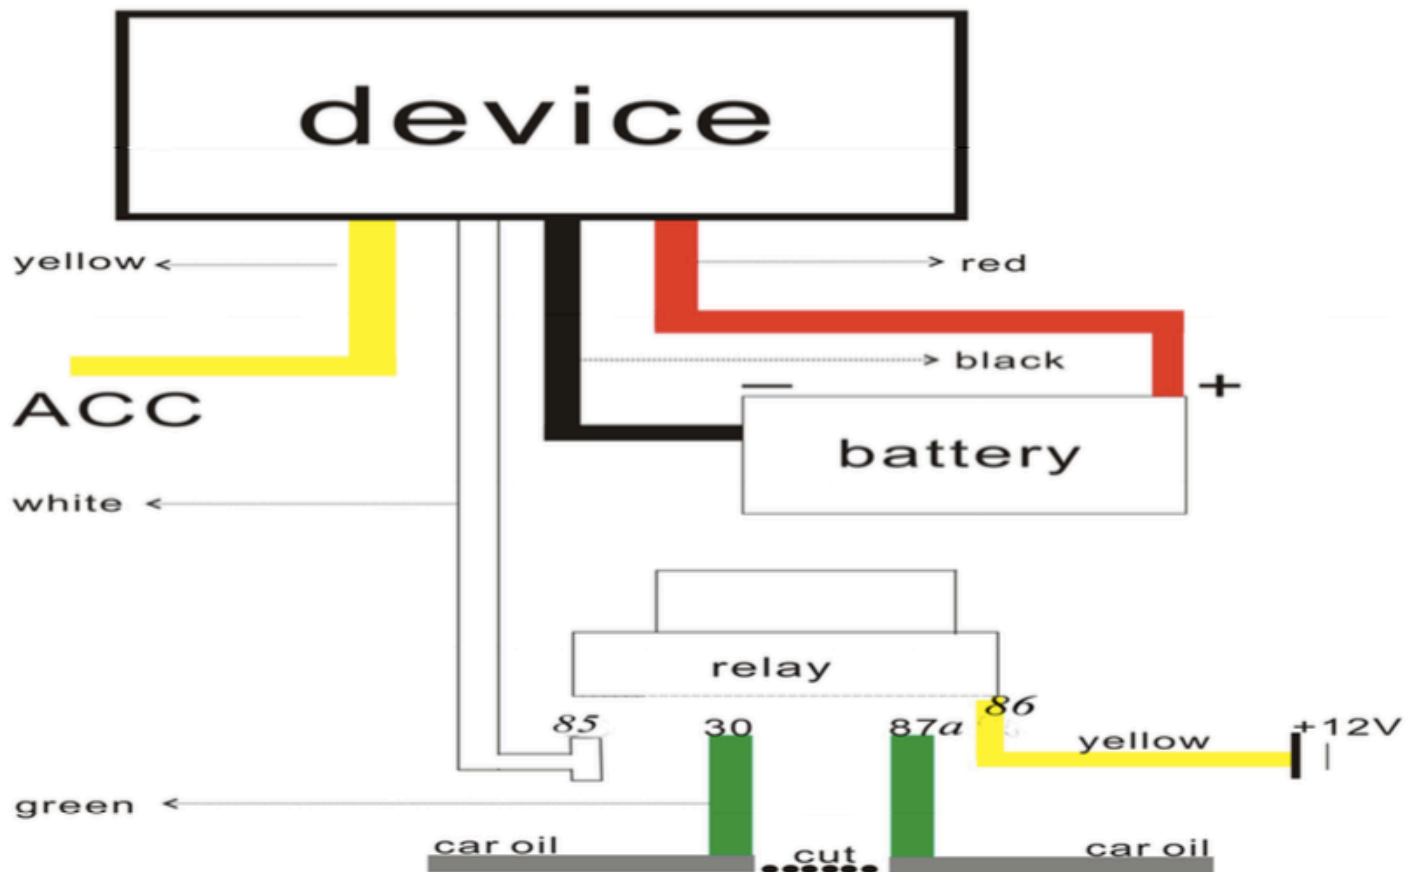 device
yellow
red
black
— +
ACC
battery
white
relay
86
85 30 87a
+12V
yellow
green
car oil
cut
car oil